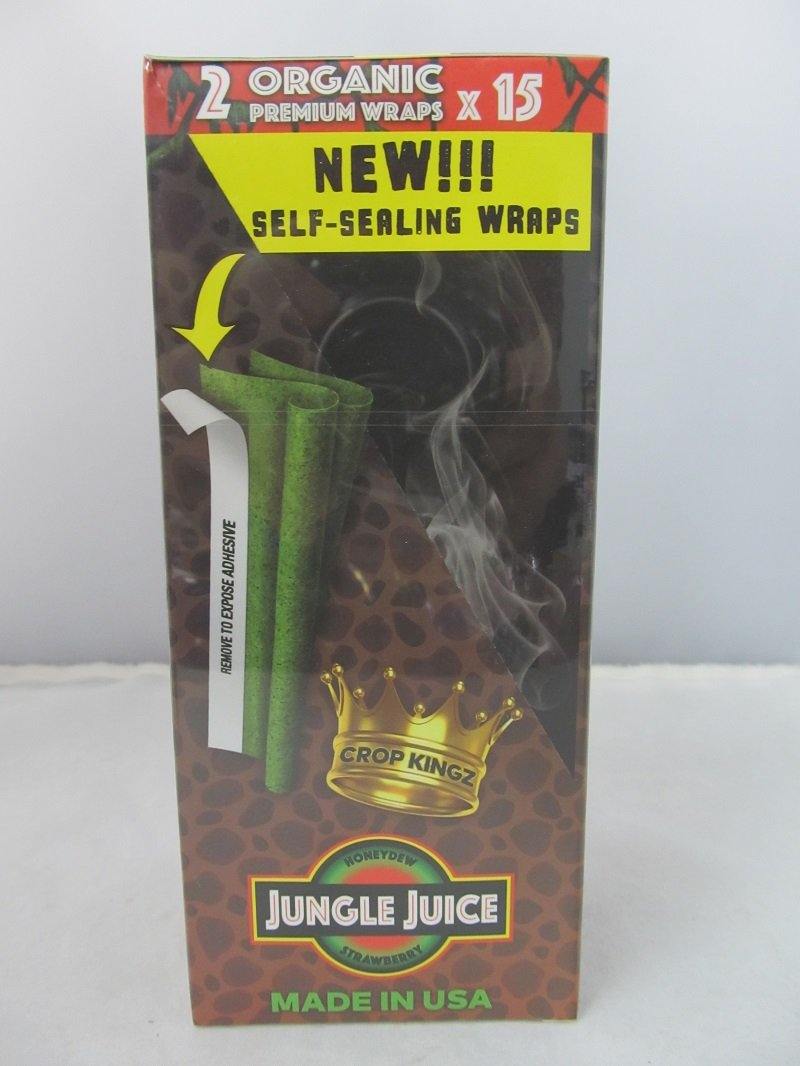 2 ORGANIC PREMIUM WRAPS x 15
NEW!!!
SELF-SEALING WRAPS
REMOVE TO EXPOSE ADHESIVE
CROP KINGZ
HONEYDEW
JUNGLE JUICE
STRAWBERRY
MADE IN USA